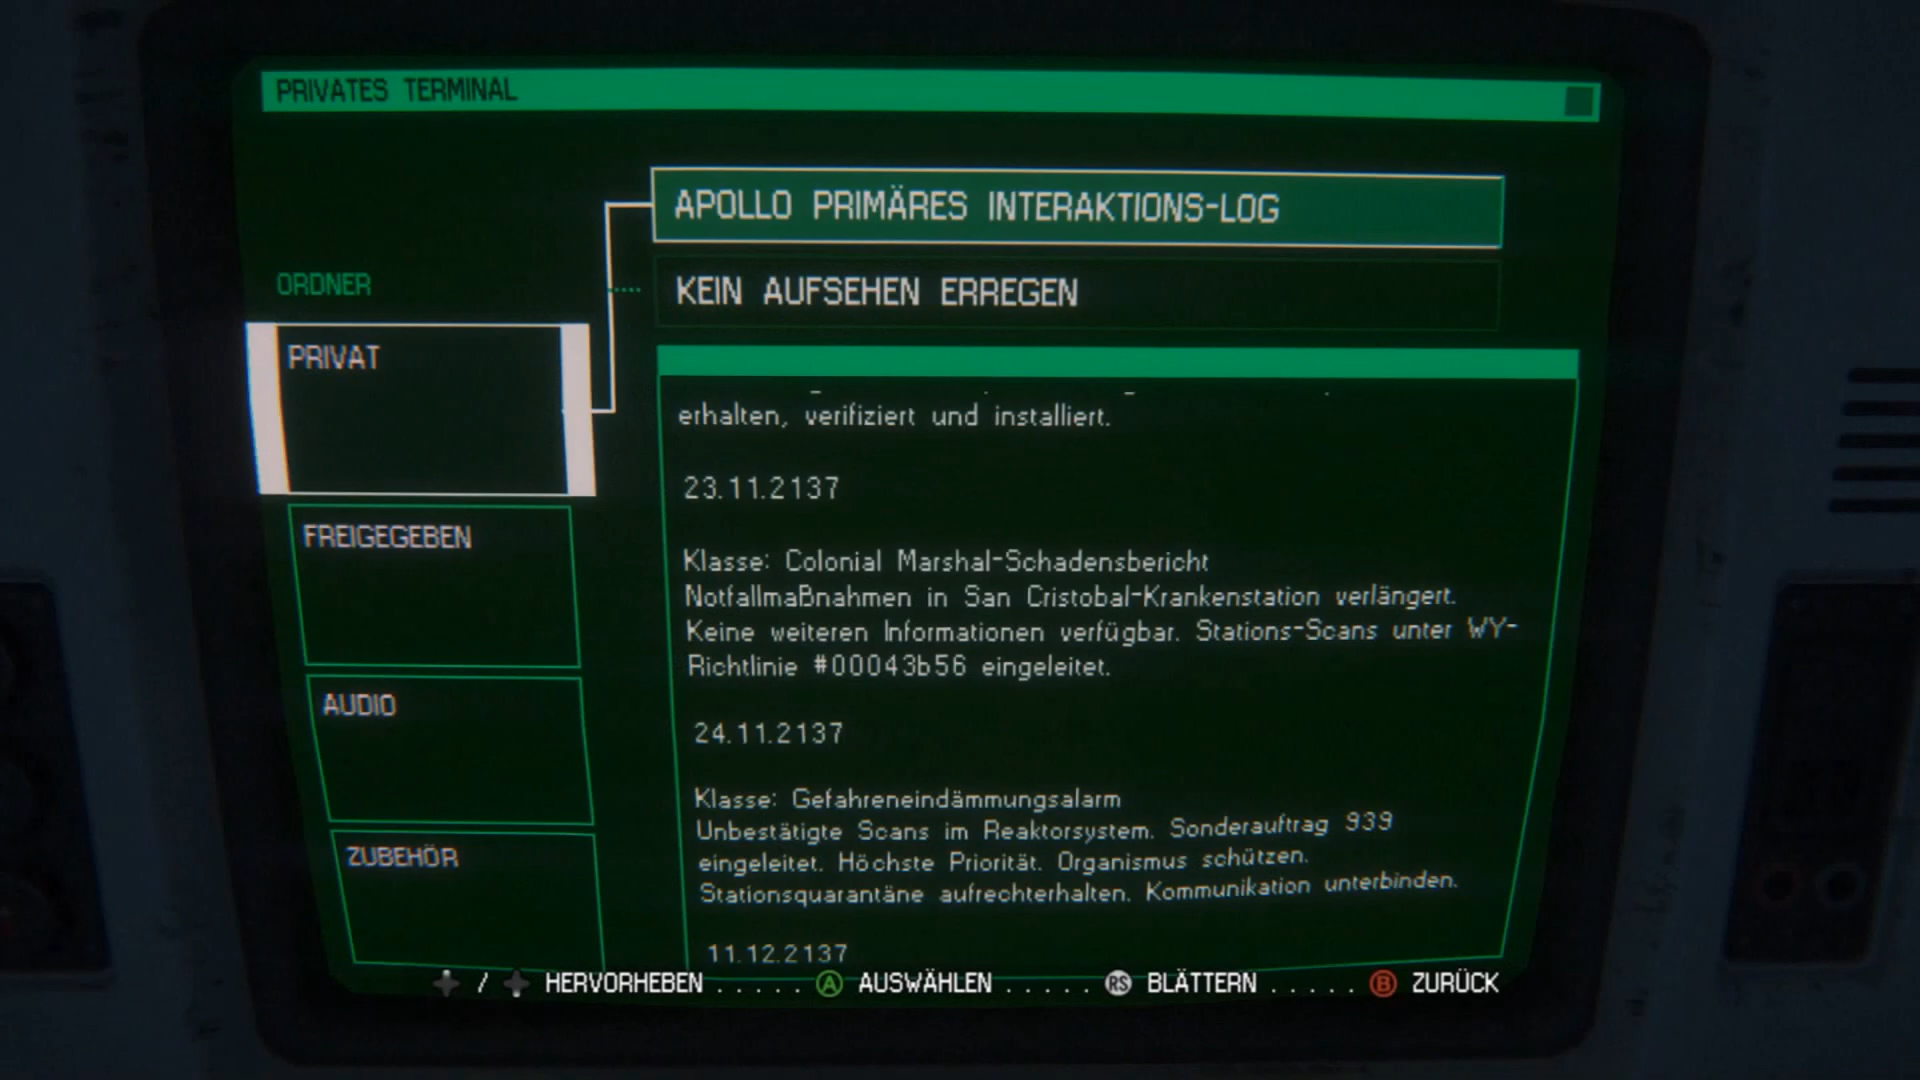 PRIVATES TERMINAL
APOLLO PRIMÄRES INTERAKTIONS-LOG
KEIN AUFSEHEN ERREGEN
ORDNER
PRIVAT
FREIGEGEBEN
AUDIO
ZUBEHÖR
erhalten, verifiziert und installiert.
23.11.2137
Klasse: Colonial Marshal-Schadensbericht
Notfallmaßnahmen in San Cristobal-Krankenstation verlängert.
Keine weiteren Informationen verfügbar. Stations-Scans unter WY-
Richtlinie #00043b56 eingeleitet.
24.11.2137
Klasse: Gefahreneindämmungsalarm
Unbestätigte Scans im Reaktorsystem. Sonderauftrag 939
eingeleitet. Höchste Priorität. Organismus schützen.
Stationsquarantäne aufrechterhalten. Kommunikation unterbinden.
11.12.2137
/ HERVORHEBEN ..... A AUSWÄHLEN ..... RS BLÄTTERN ..... B ZURÜCK